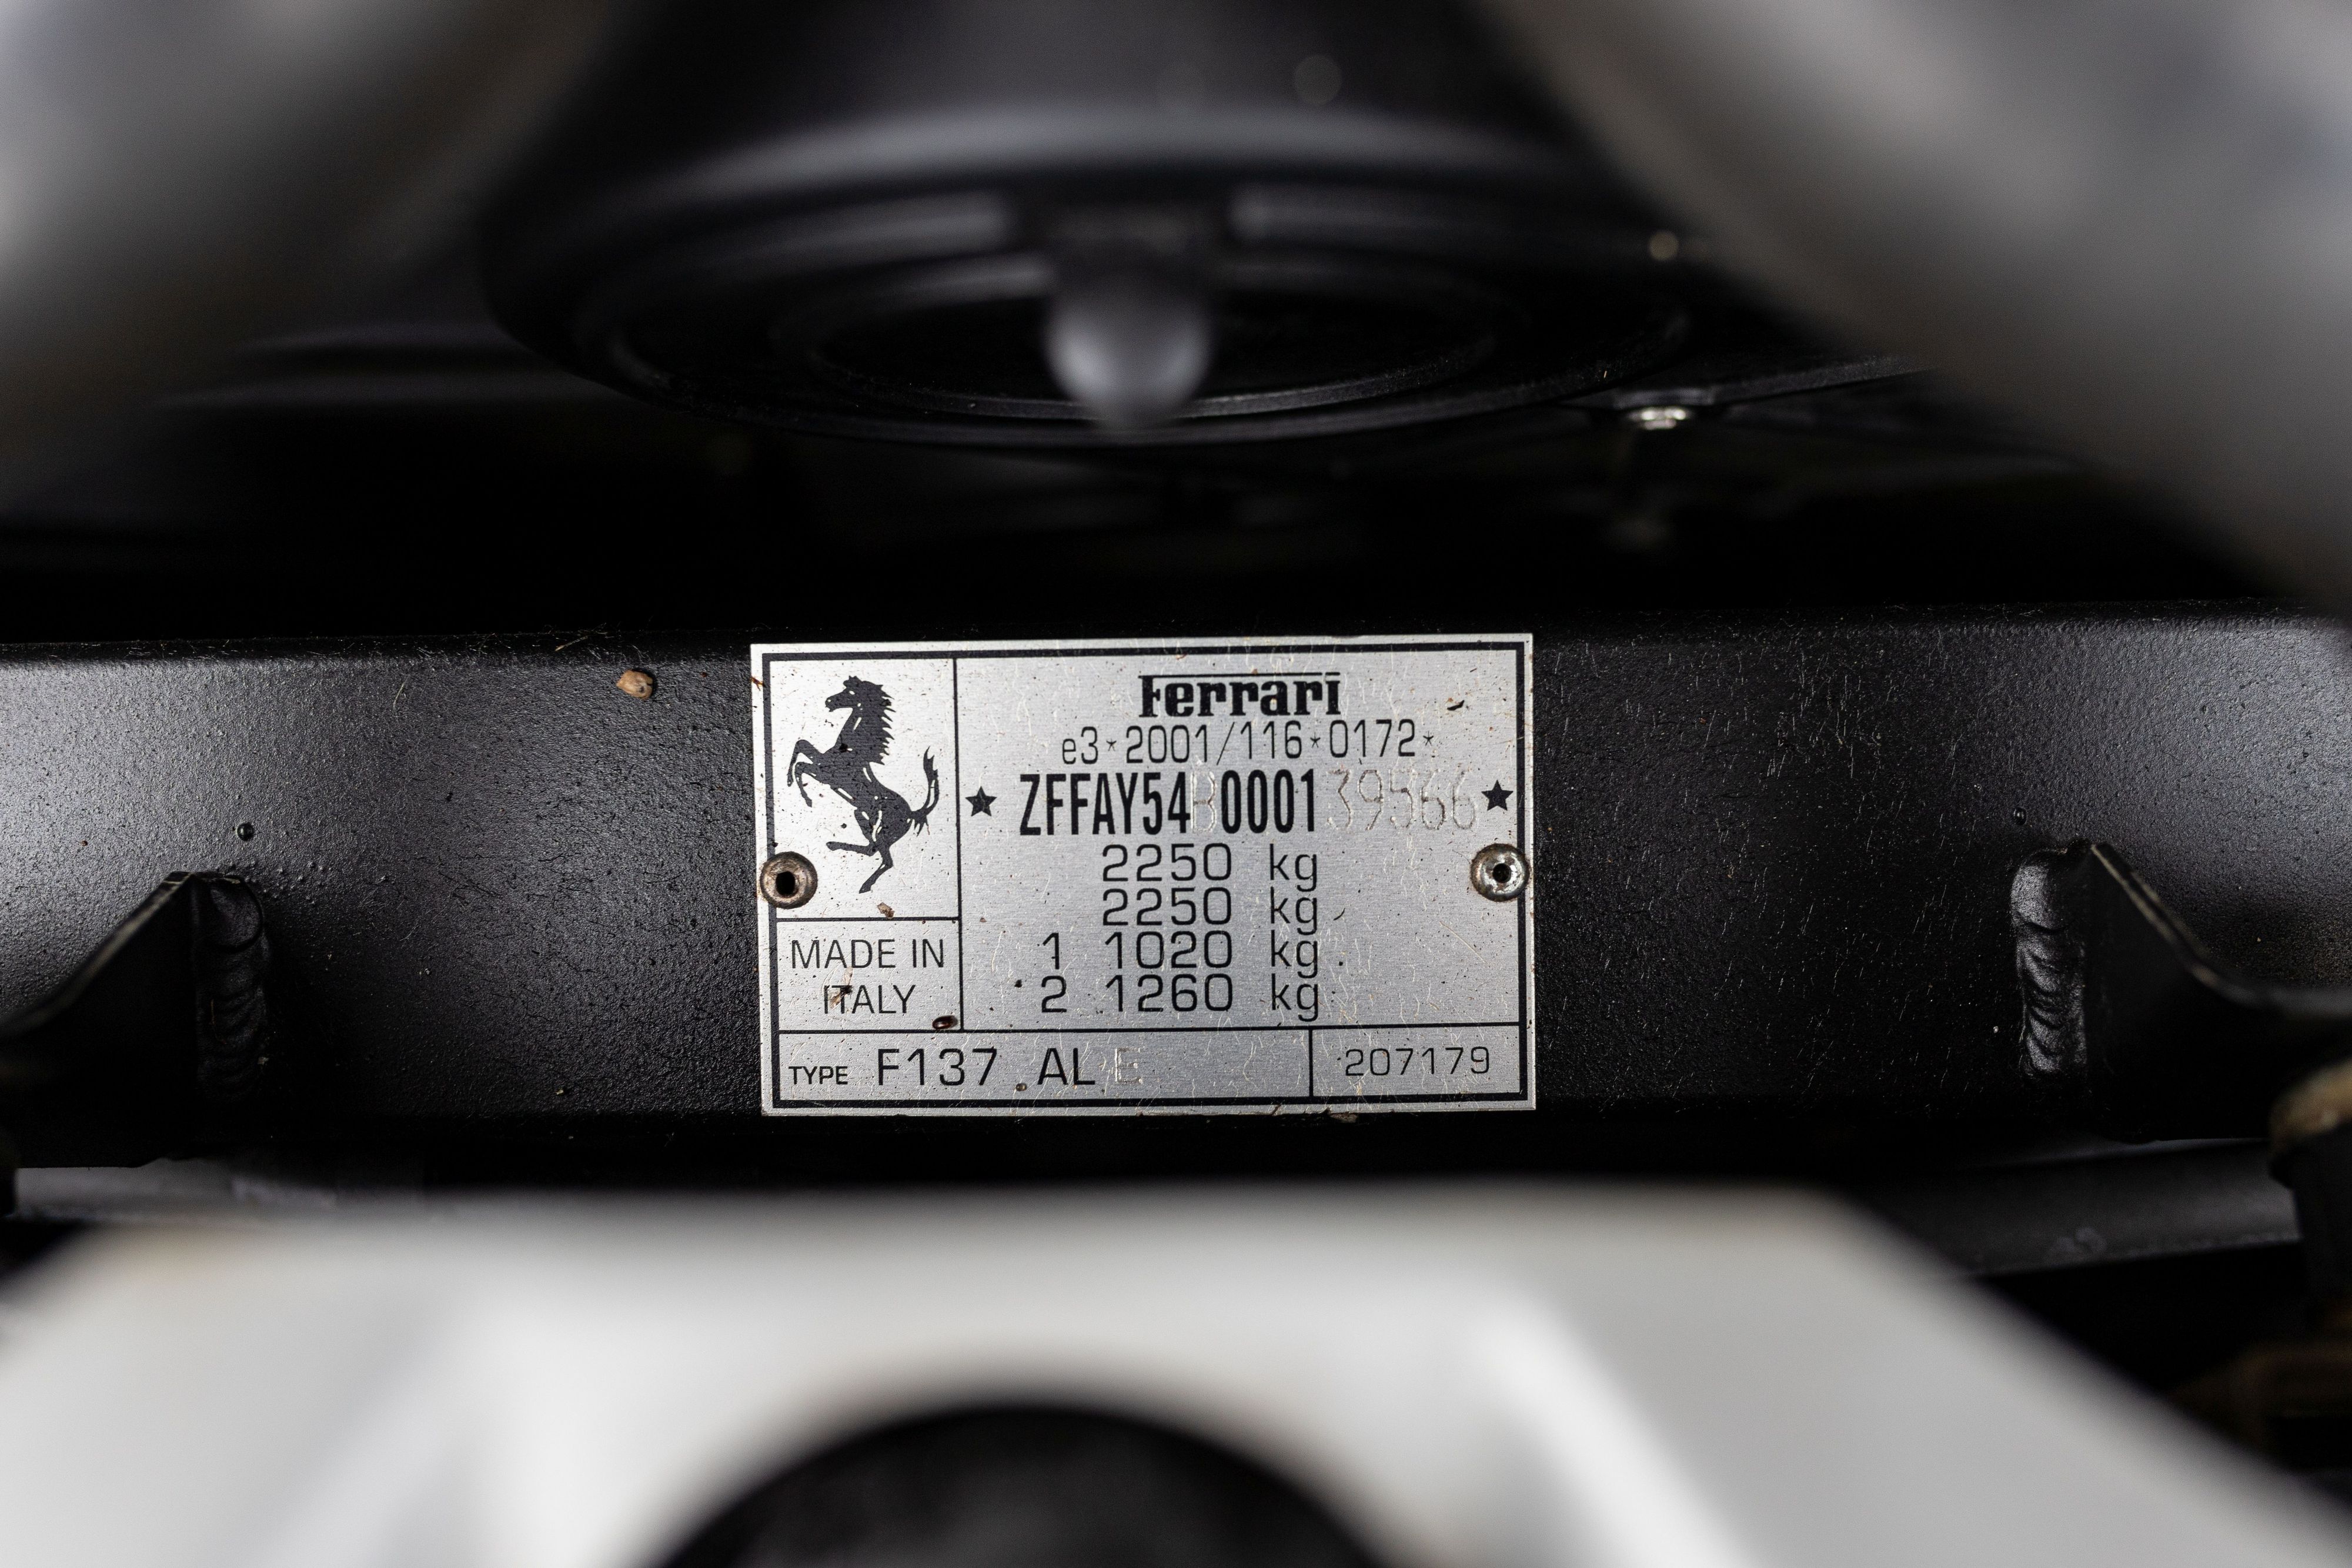 Ferrari
e3*2001/116*0172*
★ ZFFAY54B000139566 ★
2250 kg
2250 kg
1 1020 kg
2 1260 kg
MADE IN
ITALY
TYPE F137 AL E
207179